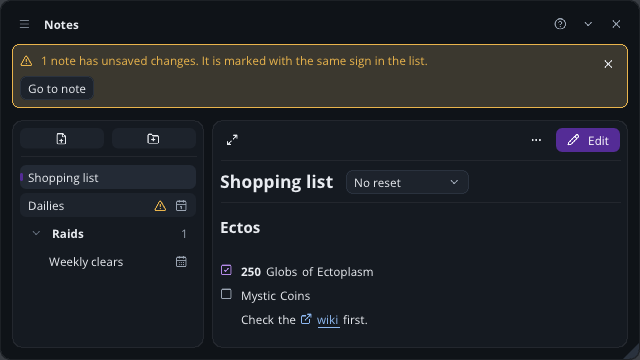 Notes
1 note has unsaved changes. It is marked with the same sign in the list.
Go to note
Edit
Shopping list
Dailies
Raids 1
Weekly clears
Shopping list No reset
Ectos
250 Globs of Ectoplasm
Mystic Coins
Check the wiki first.